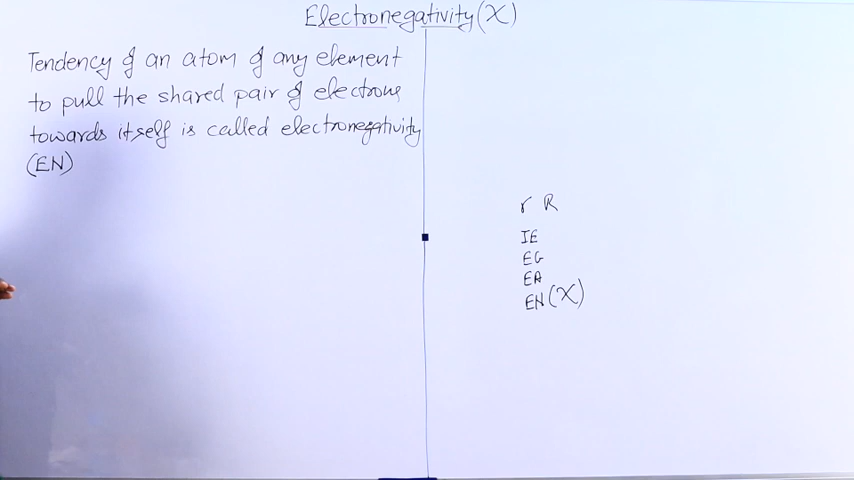 Electronegativity (X)
Tendency of an atom of any element
to pull the shared pair of electrons
towards itself is called electronegativity
(EN)
r R
IE
EG
EA
EN (X)